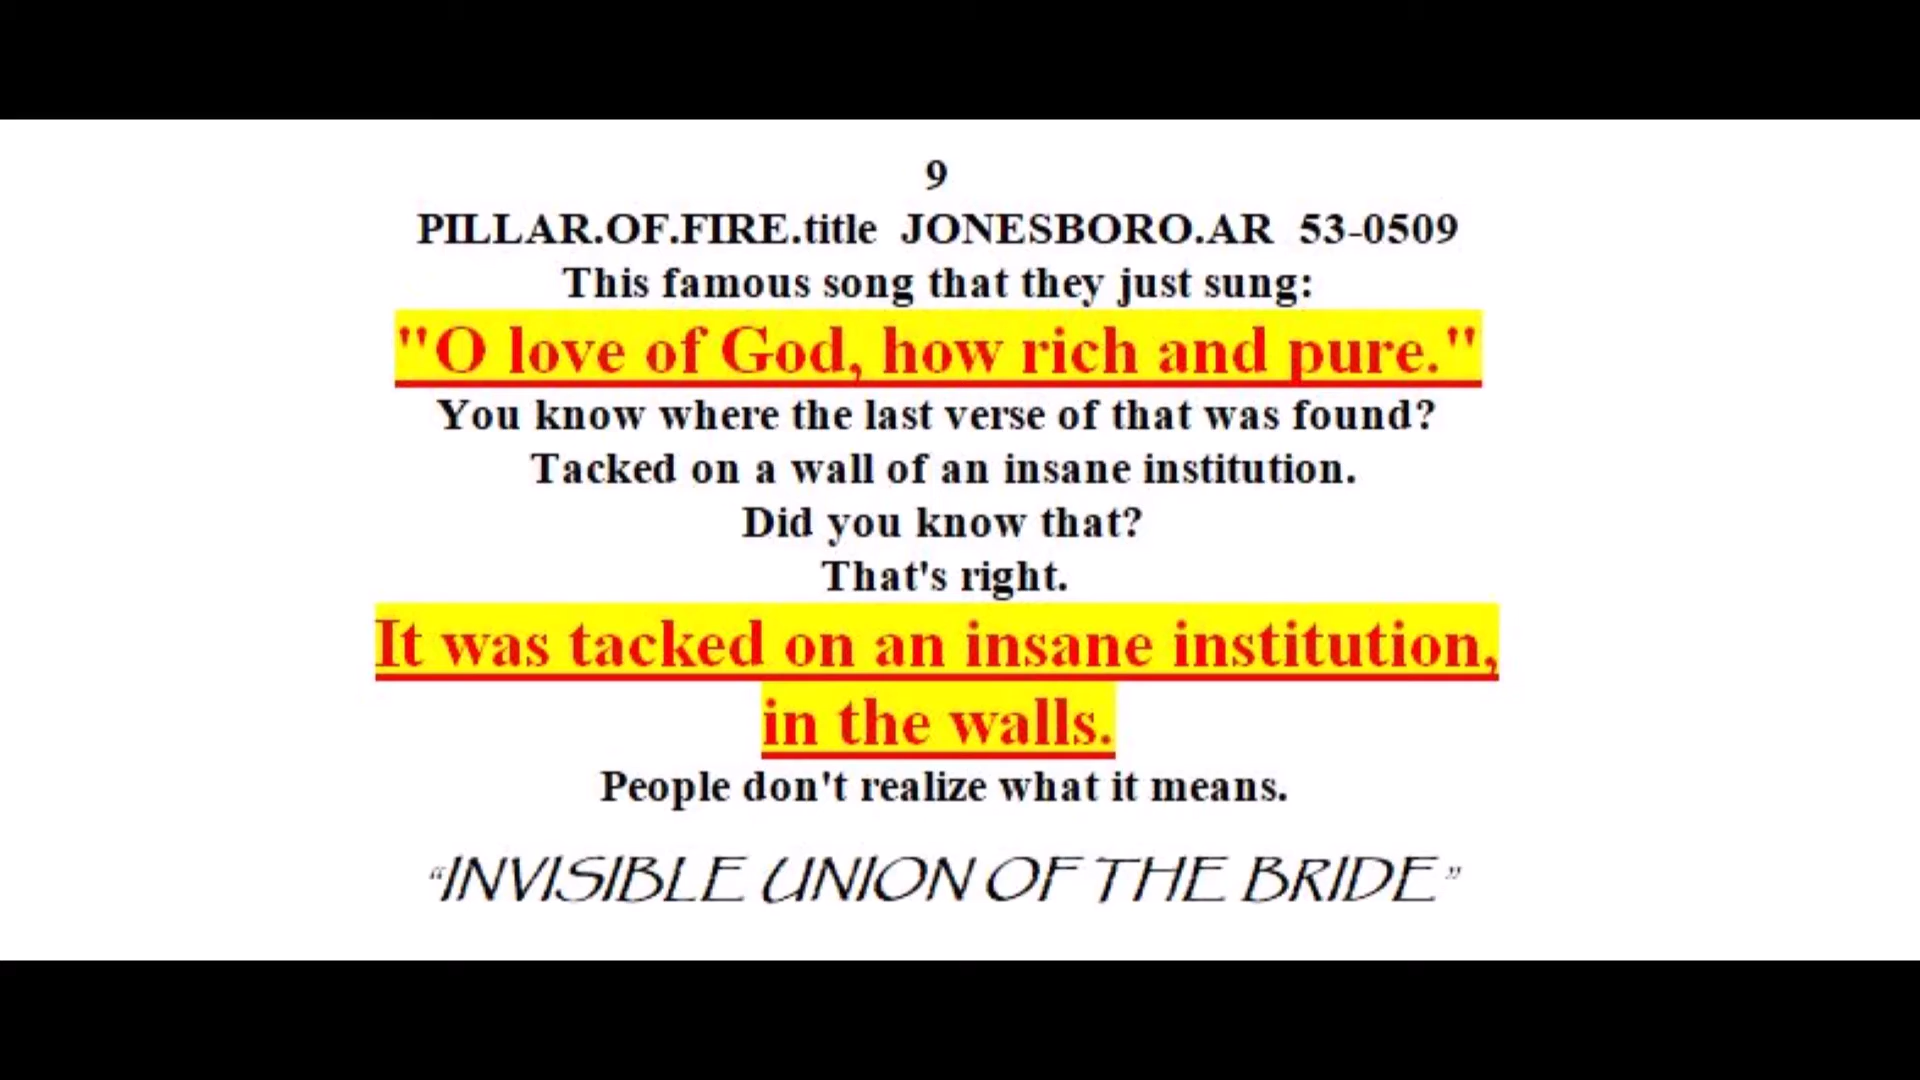 9
PILLAR.OF.FIRE.title JONESBORO.AR 53-0509
This famous song that they just sung:
"O love of God, how rich and pure."
You know where the last verse of that was found?
Tacked on a wall of an insane institution.
Did you know that?
That's right.
It was tacked on an insane institution,
in the walls.
People don't realize what it means.
“INVISIBLE UNION OF THE BRIDE”